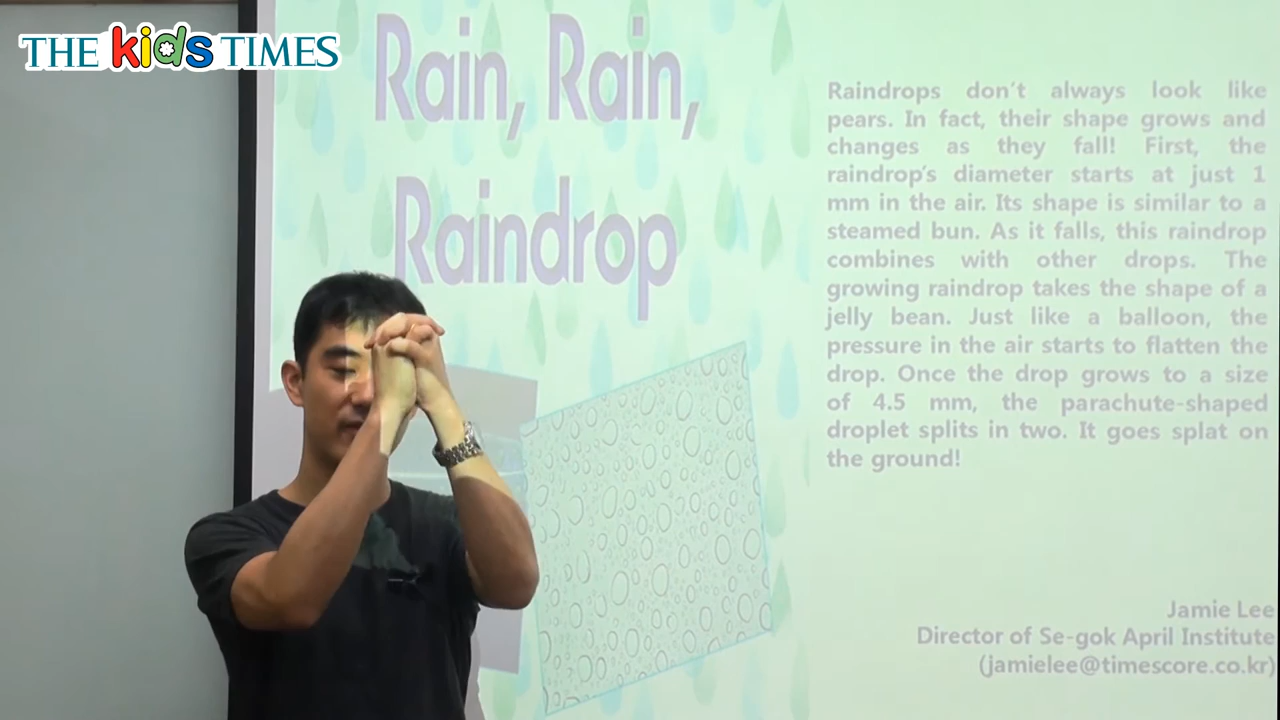 THE kids TIMES
Rain, Rain,
Raindrop
Raindrops don't always look like
pears. In fact, their shape grows and
changes as they fall! First, the
raindrop's diameter starts at just 1
mm in the air. Its shape is similar to a
steamed bun. As it falls, this raindrop
combines with other drops. The
growing raindrop takes the shape of a
jelly bean. Just like a balloon, the
pressure in the air starts to flatten the
drop. Once the drop grows to a size
of 4.5 mm, the parachute-shaped
droplet splits in two. It goes splat on
the ground!
Jamie Lee
Director of Se-gok April Institute
(jamielee@timescore.co.kr)